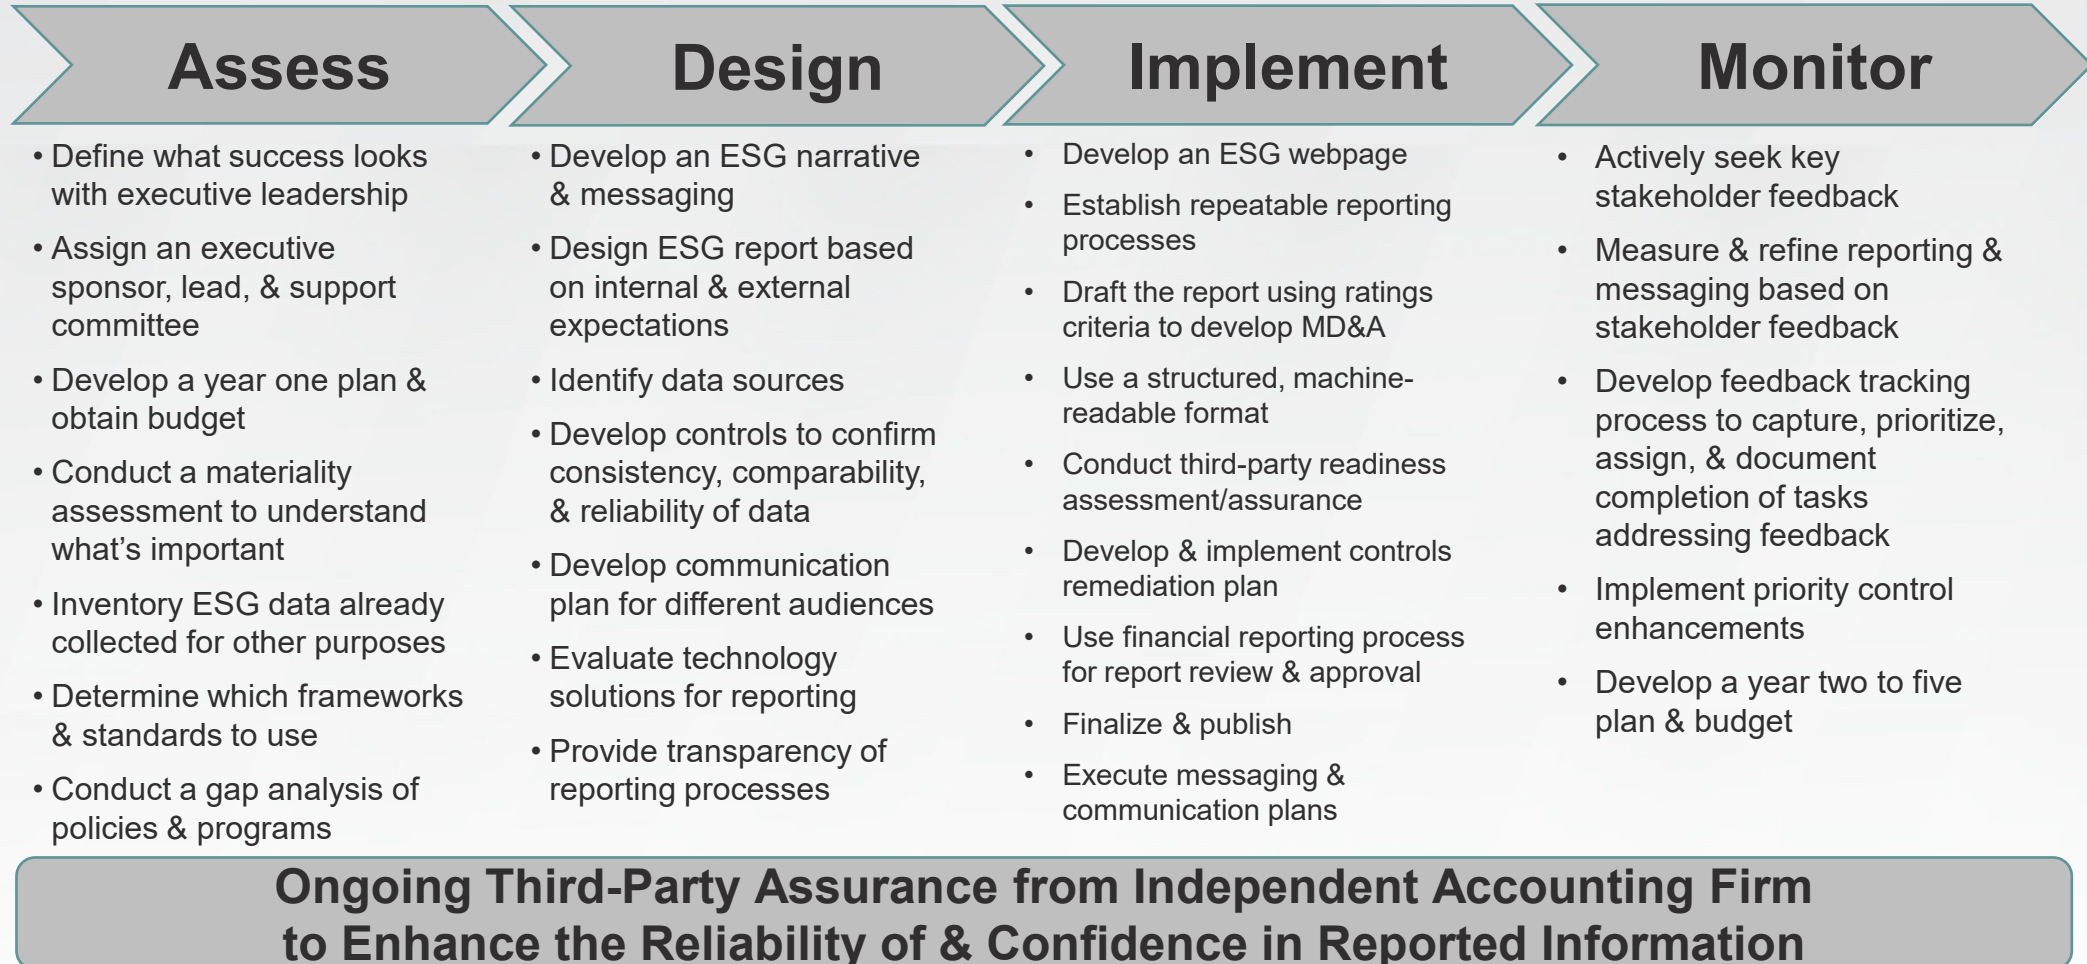 Assess
• Define what success looks
with executive leadership
• Assign an executive
sponsor, lead, & support
committee
• Develop a year one plan &
obtain budget
• Conduct a materiality
assessment to understand
what’s important
• Inventory ESG data already
collected for other purposes
• Determine which frameworks
& standards to use
• Conduct a gap analysis of
policies & programs
Design
• Develop an ESG narrative
& messaging
• Design ESG report based
on internal & external
expectations
• Identify data sources
• Develop controls to confirm
consistency, comparability,
& reliability of data
• Develop communication
plan for different audiences
• Evaluate technology
solutions for reporting
• Provide transparency of
reporting processes
Implement
• Develop an ESG webpage
• Establish repeatable reporting
processes
• Draft the report using ratings
criteria to develop MD&A
• Use a structured, machine-
readable format
• Conduct third-party readiness
assessment/assurance
• Develop & implement controls
remediation plan
• Use financial reporting process
for report review & approval
• Finalize & publish
• Execute messaging &
communication plans
Monitor
• Actively seek key
stakeholder feedback
• Measure & refine reporting &
messaging based on
stakeholder feedback
• Develop feedback tracking
process to capture, prioritize,
assign, & document
completion of tasks
addressing feedback
• Implement priority control
enhancements
• Develop a year two to five
plan & budget
Ongoing Third-Party Assurance from Independent Accounting Firm
to Enhance the Reliability of & Confidence in Reported Information